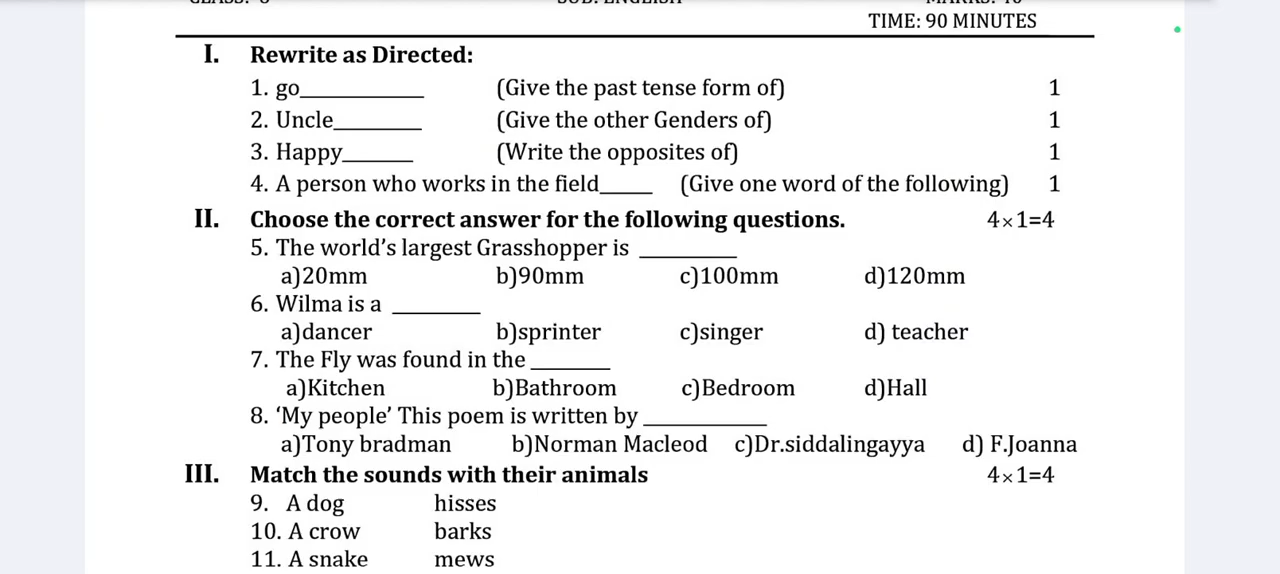 TIME: 90 MINUTES
I. Rewrite as Directed:
1. go____________ (Give the past tense form of) 1
2. Uncle_________ (Give the other Genders of) 1
3. Happy_______ (Write the opposites of) 1
4. A person who works in the field_____ (Give one word of the following) 1
II. Choose the correct answer for the following questions. 4×1=4
5. The world’s largest Grasshopper is __________
a)20mm b)90mm c)100mm d)120mm
6. Wilma is a _________
a)dancer b)sprinter c)singer d) teacher
7. The Fly was found in the ________
a)Kitchen b)Bathroom c)Bedroom d)Hall
8. ‘My people’ This poem is written by ____________
a)Tony bradman b)Norman Macleod c)Dr.siddalingayya d) F.Joanna
III. Match the sounds with their animals 4×1=4
9. A dog hisses
10. A crow barks
11. A snake mews